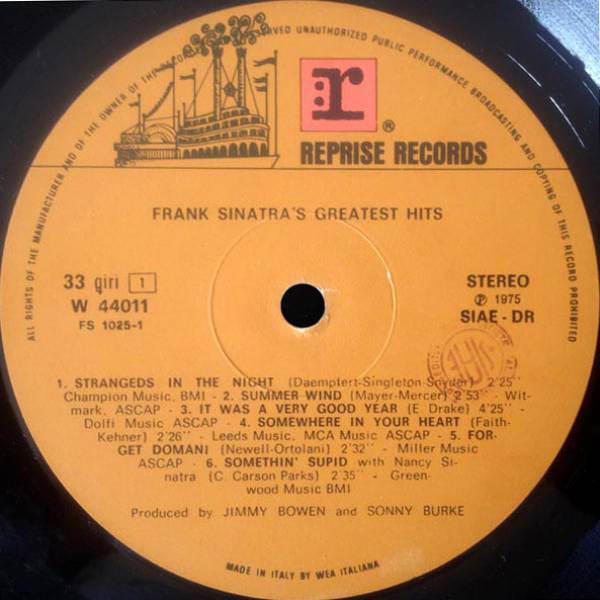 ALL RIGHTS OF THE MANUFACTURER AND OF THE OWNER OF THE RECORDED
RESERVED UNAUTHORIZED PUBLIC PERFORMANCE BROADCASTING AND COPYING OF THIS RECORD PROHIBITED
r:
®
REPRISE RECORDS
FRANK SINATRA'S GREATEST HITS
33 giri 1
W 44011
FS 1025-1
STEREO
Ⓟ 1975
SIAE - DR
SIAE
1. STRANGEDS IN THE NIGHT (Daempfert-Singleton-Snyder) 2'25''
Champion Music, BMI - 2. SUMMER WIND (Mayer-Mercer) 2'53'' - Wit-
mark, ASCAP - 3. IT WAS A VERY GOOD YEAR (E. Drake) 4'25'' -
Dolfi Music ASCAP - 4. SOMEWHERE IN YOUR HEART (Faith-
Kehner) 2'26'' - Leeds Music, MCA Music ASCAP - 5. FOR-
GET DOMANI (Newell-Ortolani) 2'32'' - Miller Music
ASCAP - 6. SOMETHIN' SUPID with Nancy Si-
natra (C. Carson Parks) 2'35'' - Green-
wood Music BMI
Produced by JIMMY BOWEN and SONNY BURKE
MADE IN ITALY BY WEA ITALIANA